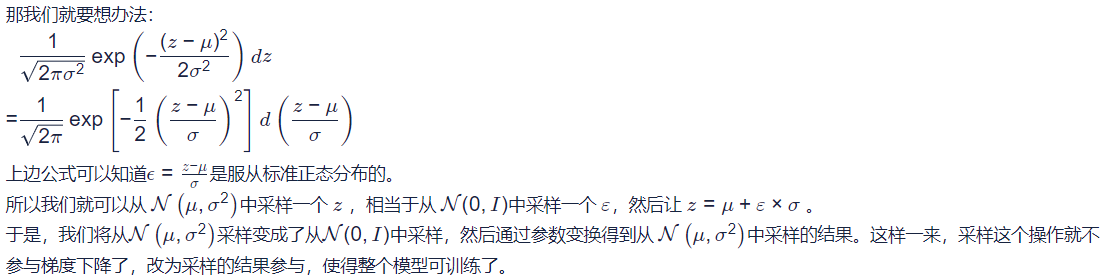 那我们就要想办法：
$\frac{1}{\sqrt{2\pi\sigma^2}} \exp\left(-\frac{(z-\mu)^2}{2\sigma^2}\right) dz$
$=\frac{1}{\sqrt{2\pi}} \exp\left[-\frac{1}{2}\left(\frac{z-\mu}{\sigma}\right)^2\right] d\left(\frac{z-\mu}{\sigma}\right)$
上边公式可以知道$\epsilon = \frac{z-\mu}{\sigma}$是服从标准正态分布的。
所以我们就可以从 $\mathcal{N}(\mu,\sigma^2)$中采样一个 $z$ ，相当于从 $\mathcal{N}(0, I)$中采样一个 $\varepsilon$，然后让 $z = \mu + \varepsilon \times \sigma$ 。
于是，我们将从$\mathcal{N}(\mu,\sigma^2)$采样变成了从$\mathcal{N}(0, I)$中采样，然后通过参数变换得到从 $\mathcal{N}(\mu,\sigma^2)$中采样的结果。这样一来，采样这个操作就不
参与梯度下降了，改为采样的结果参与，使得整个模型可训练了。